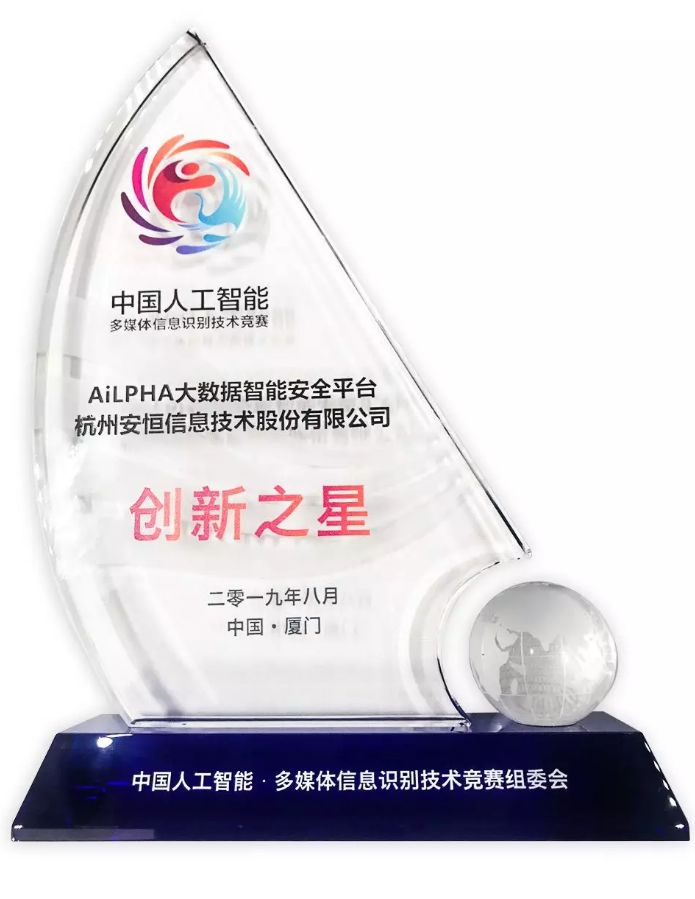 中国人工智能
多媒体信息识别技术竞赛
AiLPHA大数据智能安全平台
杭州安恒信息技术股份有限公司
创新之星
二零一九年八月
中国·厦门
中国人工智能·多媒体信息识别技术竞赛组委会